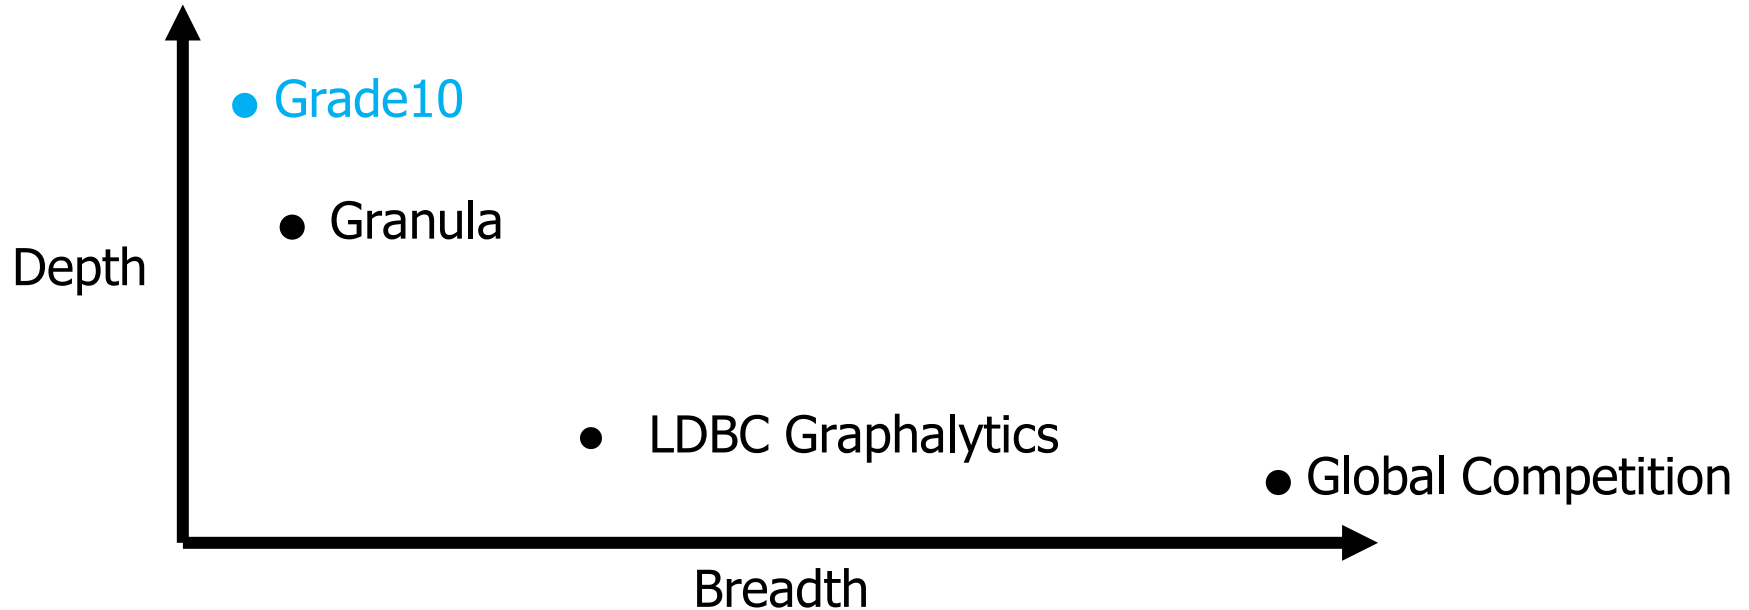 Grade10
Granula
Depth
LDBC Graphalytics
Global Competition
Breadth